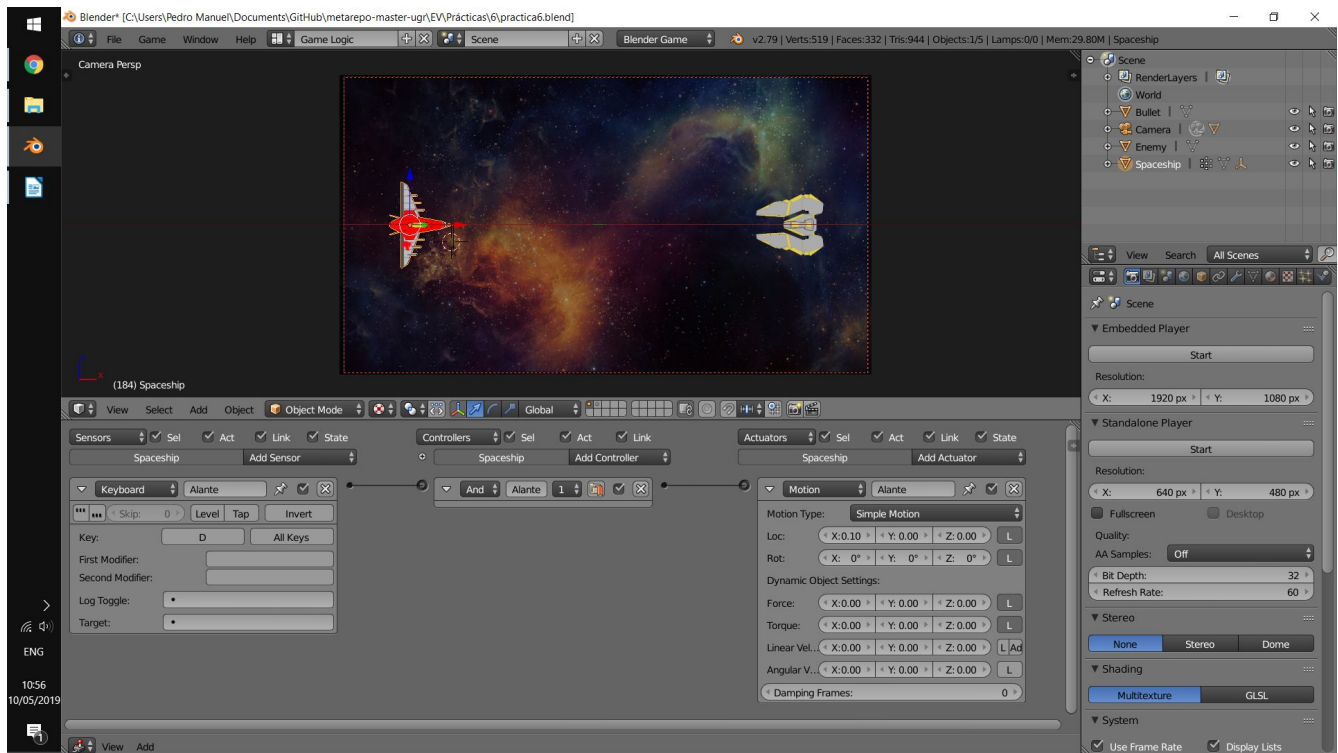 Blender* [C:\Users\Pedro Manuel\Documents\GitHub\metarepo-master-ugr\EV\Prácticas\6\practica6.blend]
File Game Window Help Game Logic Scene Blender Game v2.79 | Verts:519 | Faces:332 | Tris:944 | Objects:1/5 | Lamps:0/0 | Mem:29.80M | Spaceship
Camera Persp
(184) Spaceship
View Select Add Object Object Mode Global
Sensors Sel Act Link State
Spaceship Add Sensor
Keyboard Alante
Skip: 0 Level Tap Invert
Key: D All Keys
First Modifier:
Second Modifier:
Log Toggle:
Target:
Controllers Sel Act Link
Spaceship Add Controller
And Alante 1
Actuators Sel Act Link State
Spaceship Add Actuator
Motion Alante
Motion Type: Simple Motion
Loc: X:0.10 Y: 0.00 Z: 0.00 L
Rot: X: 0° Y: 0° Z: 0° L
Dynamic Object Settings:
Force: X:0.00 Y: 0.00 Z: 0.00 L
Torque: X:0.00 Y: 0.00 Z: 0.00 L
Linear Vel... X:0.00 Y: 0.00 Z: 0.00 L Ad
Angular V... X:0.00 Y: 0.00 Z: 0.00 L
Damping Frames: 0
View Add
Scene
RenderLayers
World
Bullet
Camera
Enemy
Spaceship
View Search All Scenes
Scene
Embedded Player
Start
Resolution:
X: 1920 px Y: 1080 px
Standalone Player
Start
Resolution:
X: 640 px Y: 480 px
Fullscreen Desktop
Quality:
AA Samples: Off
Bit Depth: 32
Refresh Rate: 60
Stereo
None Stereo Dome
Shading
Multitexture GLSL
System
Use Frame Rate Display Lists
ENG
10:56
10/05/2019
1